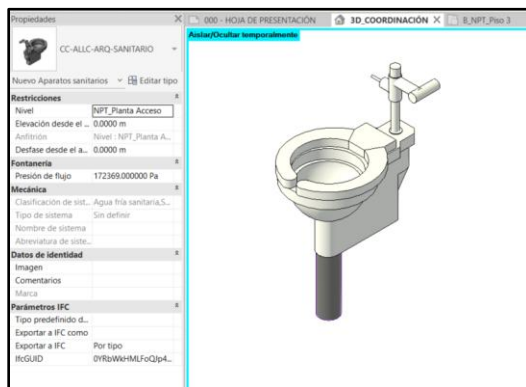 Propiedades
000 - HOJA DE PRESENTACIÓN
3D_COORDINACIÓN
B_NPT_Piso 3
Aislar/Ocultar temporalmente
CC-ALLC-ARQ-SANITARIO
Nuevo Aparatos sanitarios
Editar tipo
Restricciones
Nivel NPT_Planta Acceso
Elevación desde el ... 0.0000 m
Anfitrión Nivel : NPT_Planta A...
Desfase desde el a... 0.0000 m
Fontanería
Presión de flujo 172369.000000 Pa
Mecánica
Clasificación de sist... Agua fría sanitaria,S...
Tipo de sistema Sin definir
Nombre de sistema
Abreviatura de siste...
Datos de identidad
Imagen
Comentarios
Marca
Parámetros IFC
Tipo predefinido d...
Exportar a IFC como
Exportar a IFC Por tipo
IfcGUID 0YRbWkHMLFoQJp4...